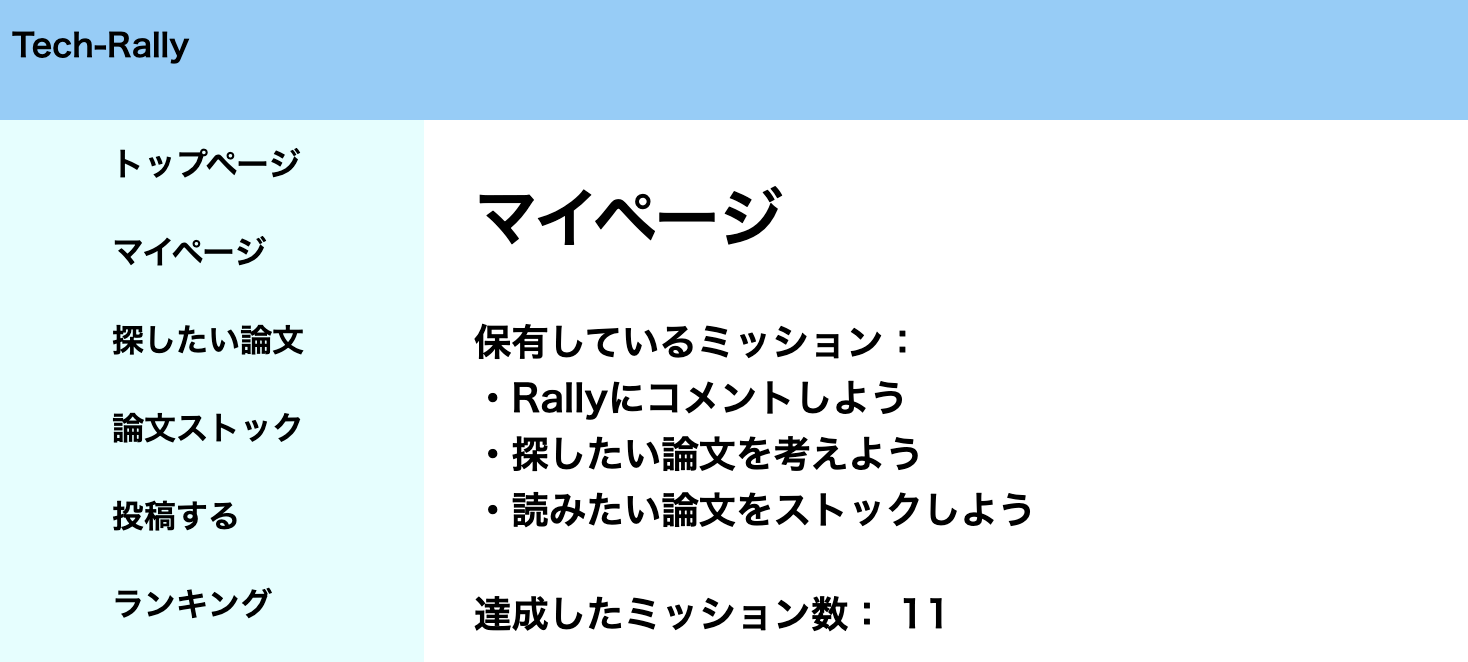 Tech-Rally
トップページ
マイページ
探したい論文
論文ストック
投稿する
ランキング
マイページ
保有しているミッション：
・Rallyにコメントしよう
・探したい論文を考えよう
・読みたい論文をストックしよう
達成したミッション数： 11